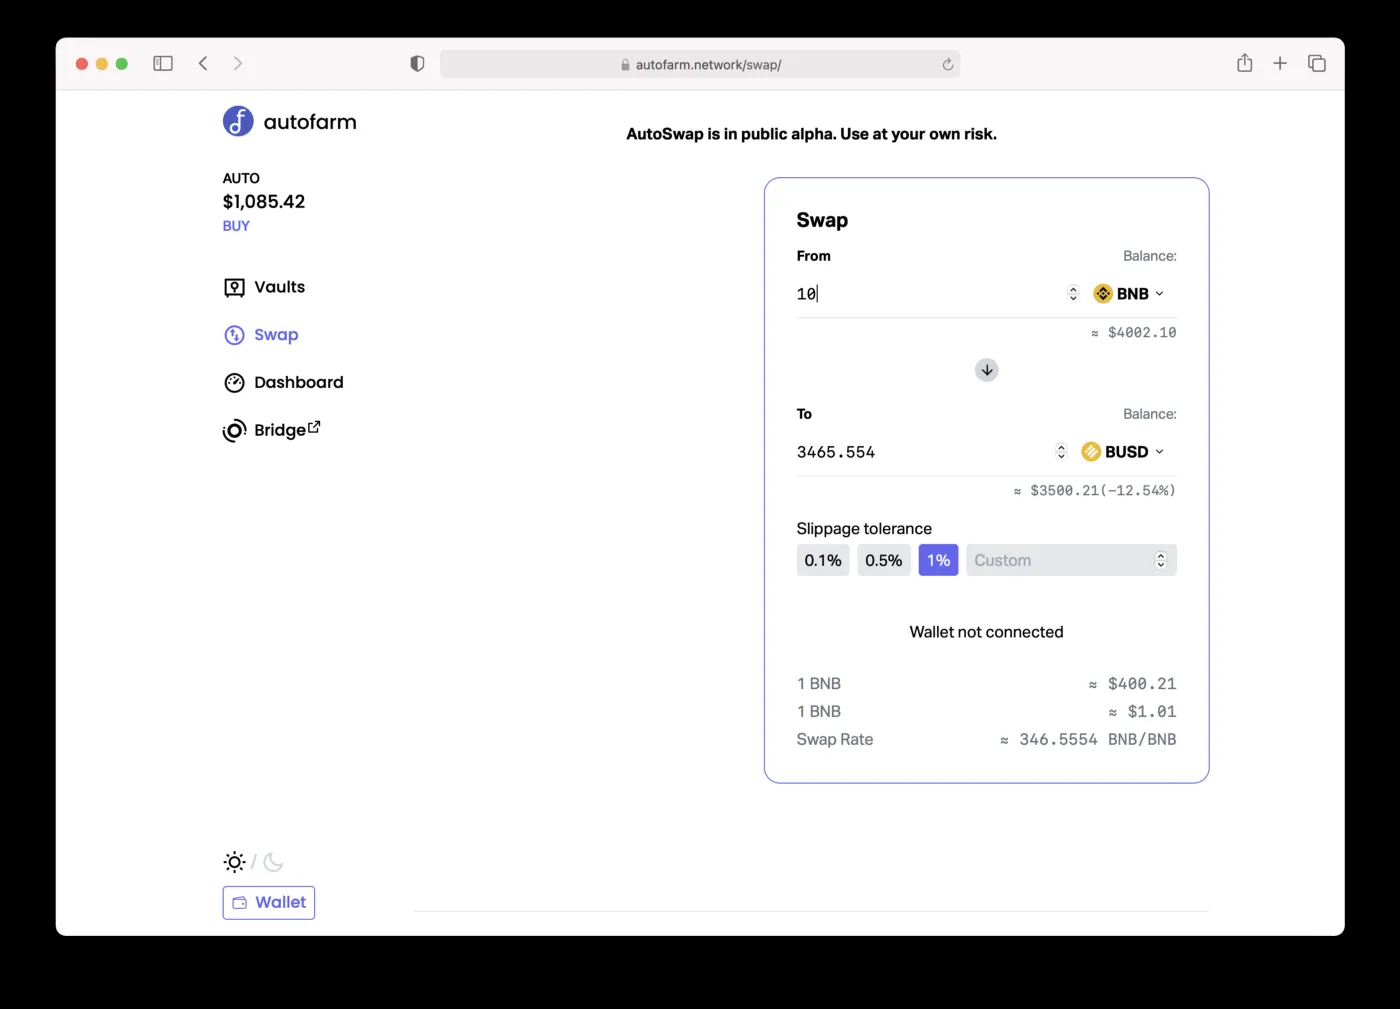 autofarm.network/swap/
autofarm
AutoSwap is in public alpha. Use at your own risk.
AUTO
$1,085.42
BUY
Vaults
Swap
Dashboard
Bridge
Swap
From Balance:
10 BNB
≈ $4002.10
To Balance:
3465.554 BUSD
≈ $3500.21(-12.54%)
Slippage tolerance
0.1% 0.5% 1% Custom
Wallet not connected
1 BNB ≈ $400.21
1 BNB ≈ $1.01
Swap Rate ≈ 346.5554 BNB/BNB
/
Wallet